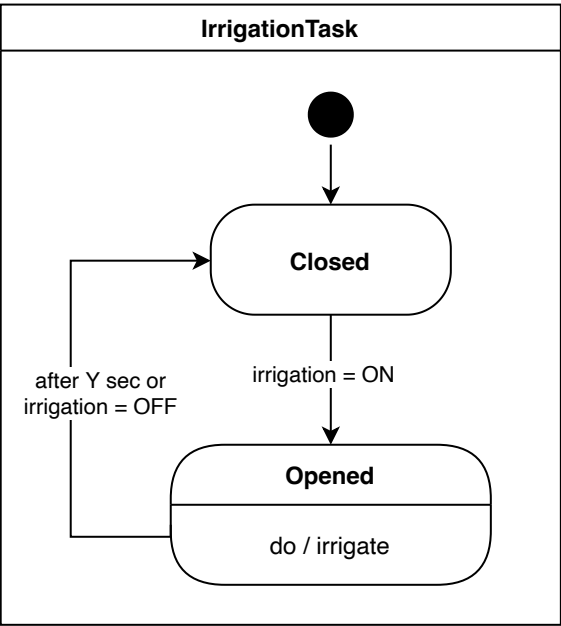 IrrigationTask
Closed
irrigation = ON
after Y sec or
irrigation = OFF
Opened
do / irrigate